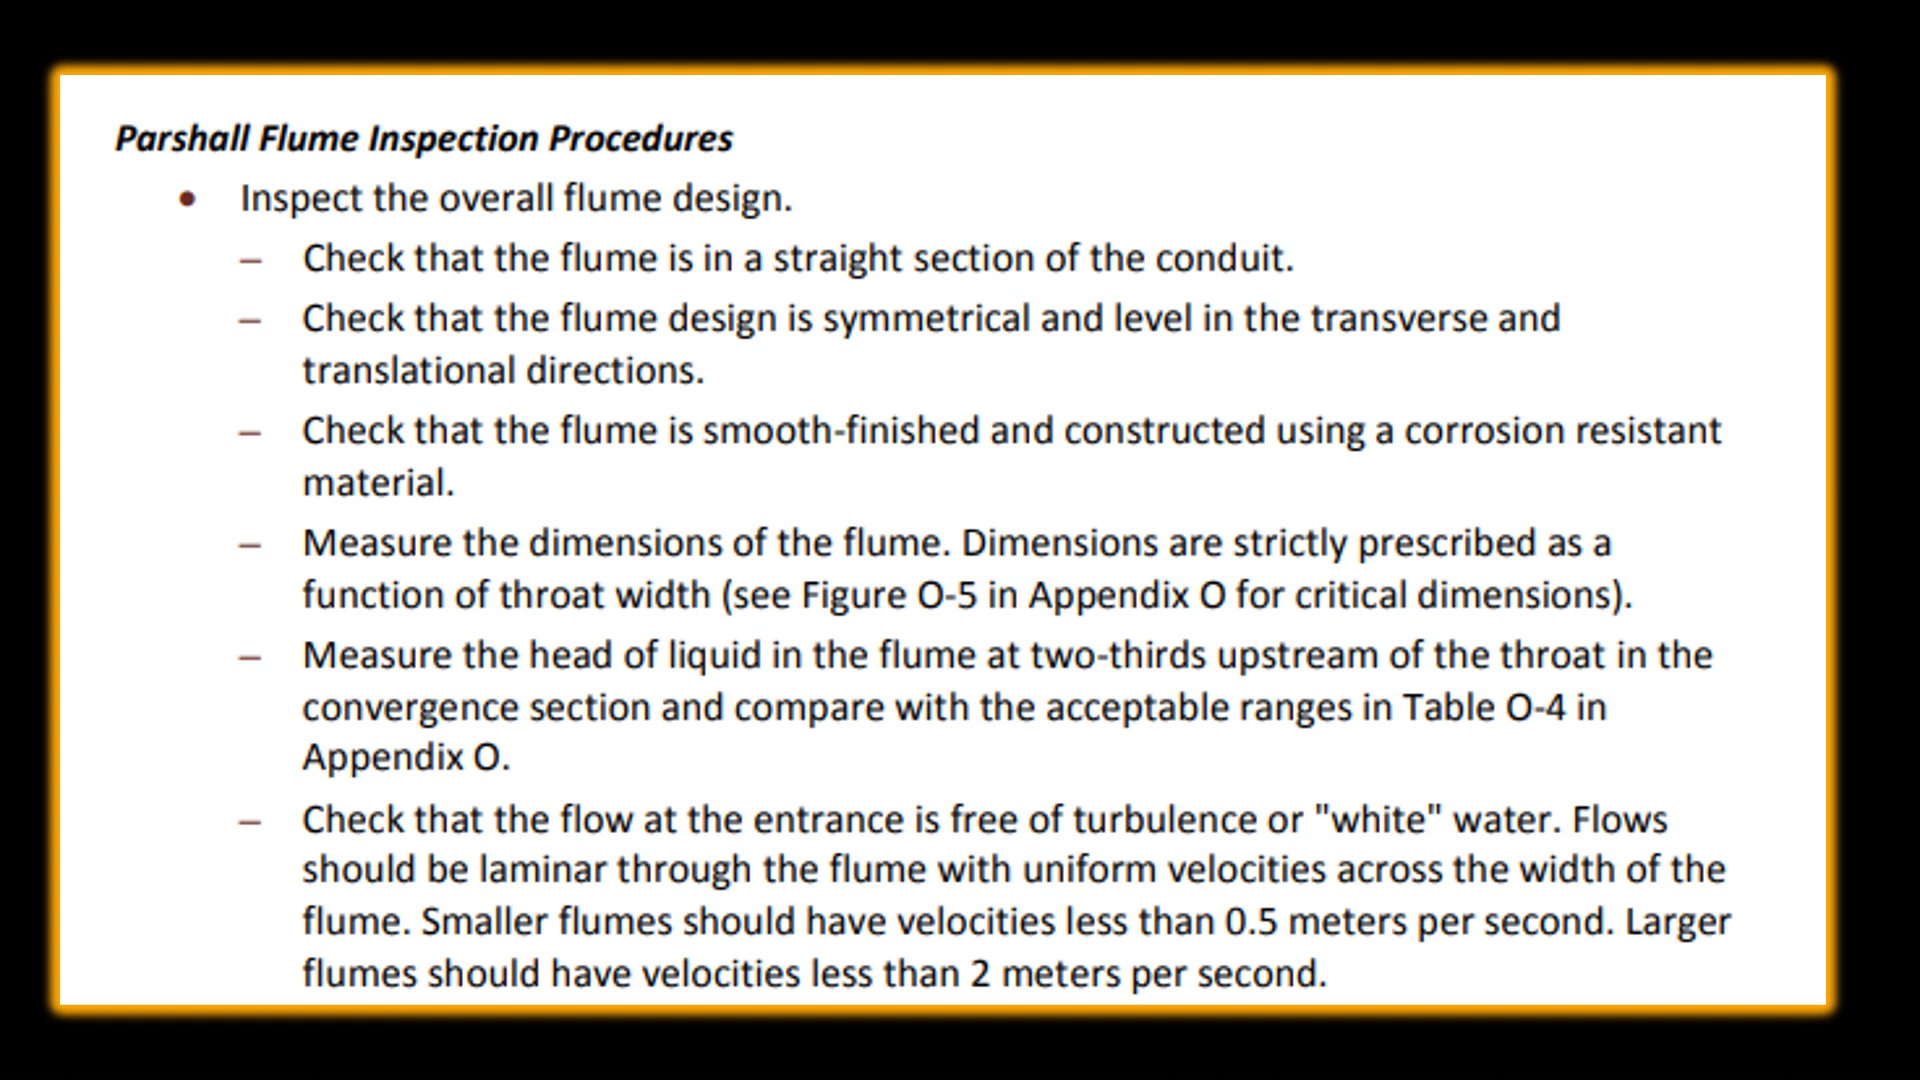 Parshall Flume Inspection Procedures
• Inspect the overall flume design.
– Check that the flume is in a straight section of the conduit.
– Check that the flume design is symmetrical and level in the transverse and
translational directions.
– Check that the flume is smooth-finished and constructed using a corrosion resistant
material.
– Measure the dimensions of the flume. Dimensions are strictly prescribed as a
function of throat width (see Figure O-5 in Appendix O for critical dimensions).
– Measure the head of liquid in the flume at two-thirds upstream of the throat in the
convergence section and compare with the acceptable ranges in Table O-4 in
Appendix O.
– Check that the flow at the entrance is free of turbulence or "white" water. Flows
should be laminar through the flume with uniform velocities across the width of the
flume. Smaller flumes should have velocities less than 0.5 meters per second. Larger
flumes should have velocities less than 2 meters per second.